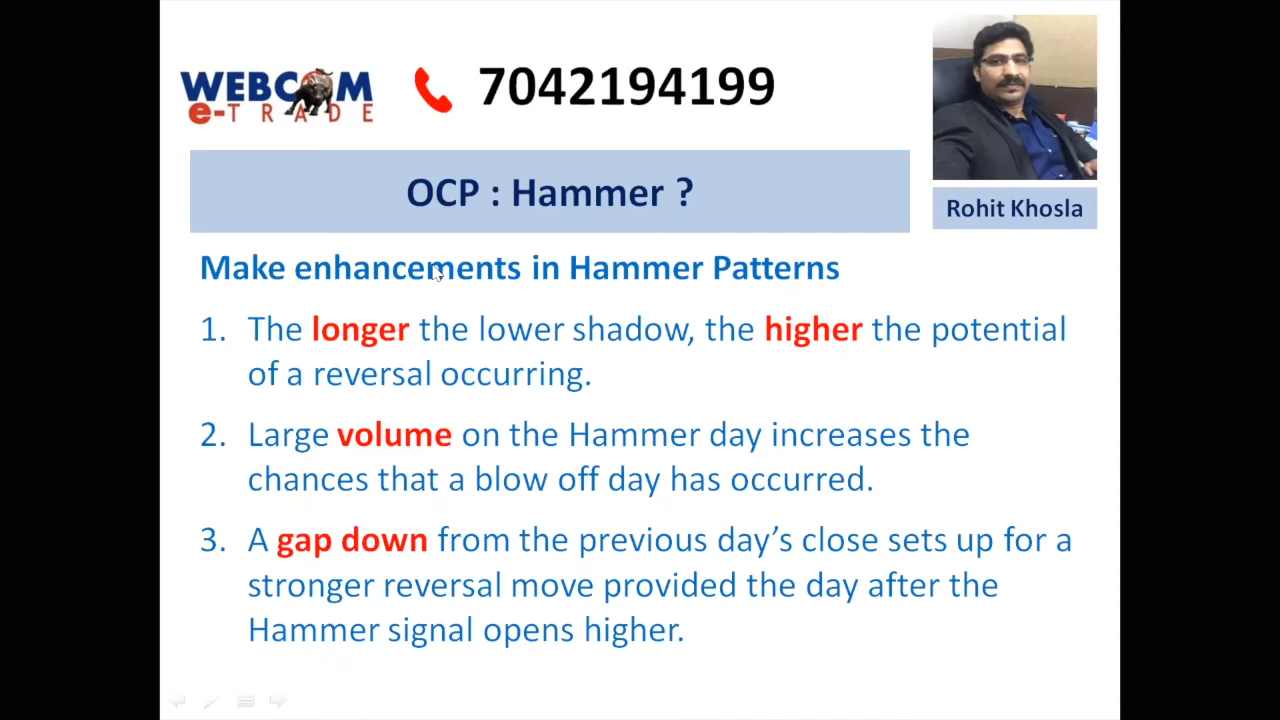 WEBCOM
e-TRADE
7042194199
OCP : Hammer ?
Rohit Khosla
Make enhancements in Hammer Patterns
1. The longer the lower shadow, the higher the potential
of a reversal occurring.
2. Large volume on the Hammer day increases the
chances that a blow off day has occurred.
3. A gap down from the previous day’s close sets up for a
stronger reversal move provided the day after the
Hammer signal opens higher.